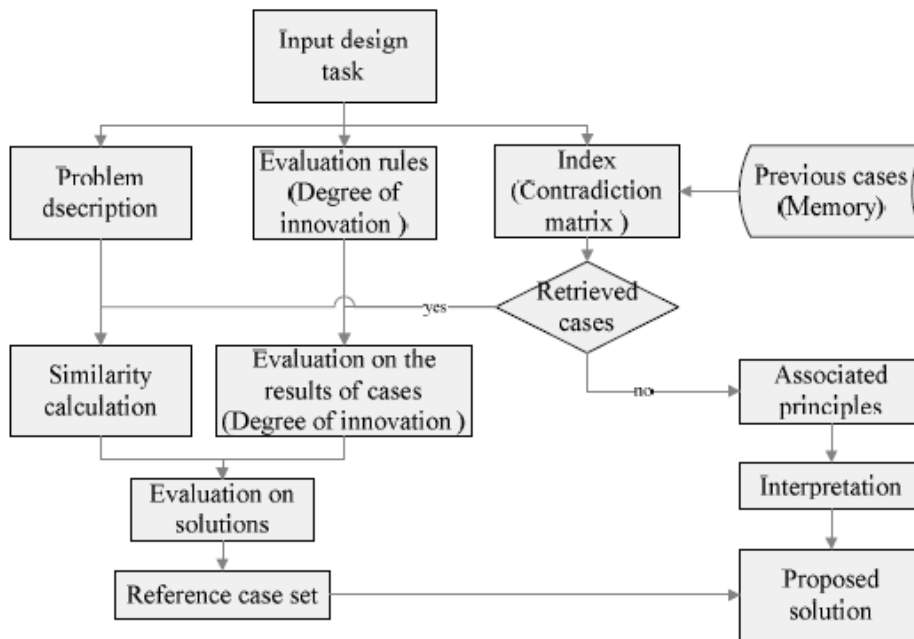 Input design
task
Problem
dsecription
Evaluation rules
(Degree of
innovation )
Index
(Contradiction
matrix )
Previous cases
(Memory)
yes
Retrieved
cases
Similarity
calculation
Evaluation on the
results of cases
(Degree of innovation )
no
Associated
principles
Evaluation on
solutions
Interpretation
Reference case set
Proposed
solution